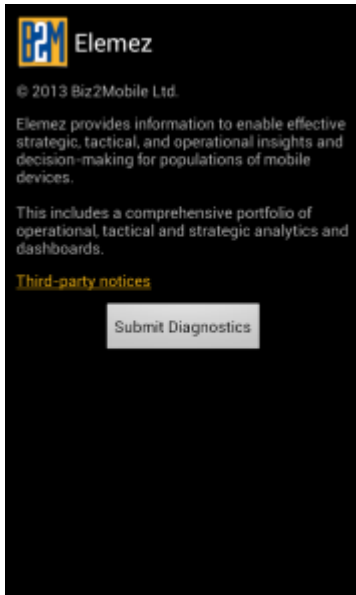 B2M Elemez
© 2013 Biz2Mobile Ltd.
Elemez provides information to enable effective
strategic, tactical, and operational insights and
decision-making for populations of mobile
devices.
This includes a comprehensive portfolio of
operational, tactical and strategic analytics and
dashboards.
Third-party notices
Submit Diagnostics